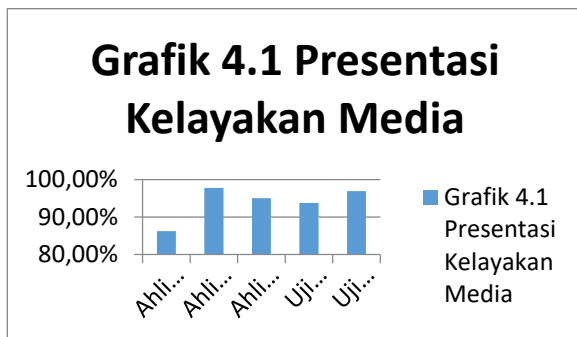 Grafik 4.1 Presentasi
Kelayakan Media
100,00%
90,00%
80,00%
Ahli...
Ahli...
Ahli...
Uji...
Uji...
Grafik 4.1
Presentasi
Kelayakan
Media